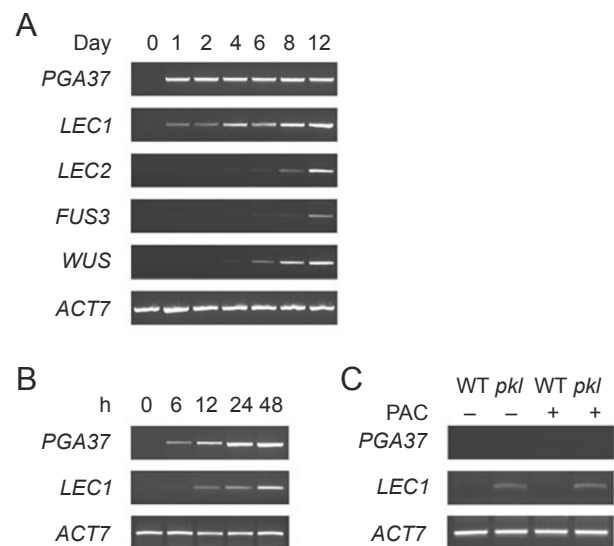 A
Day 0 1 2 4 6 8 12
PGA37
LEC1
LEC2
FUS3
WUS
ACT7
B
h 0 6 12 24 48
PGA37
LEC1
ACT7
C
WT pkl WT pkl
PAC – – + +
PGA37
LEC1
ACT7